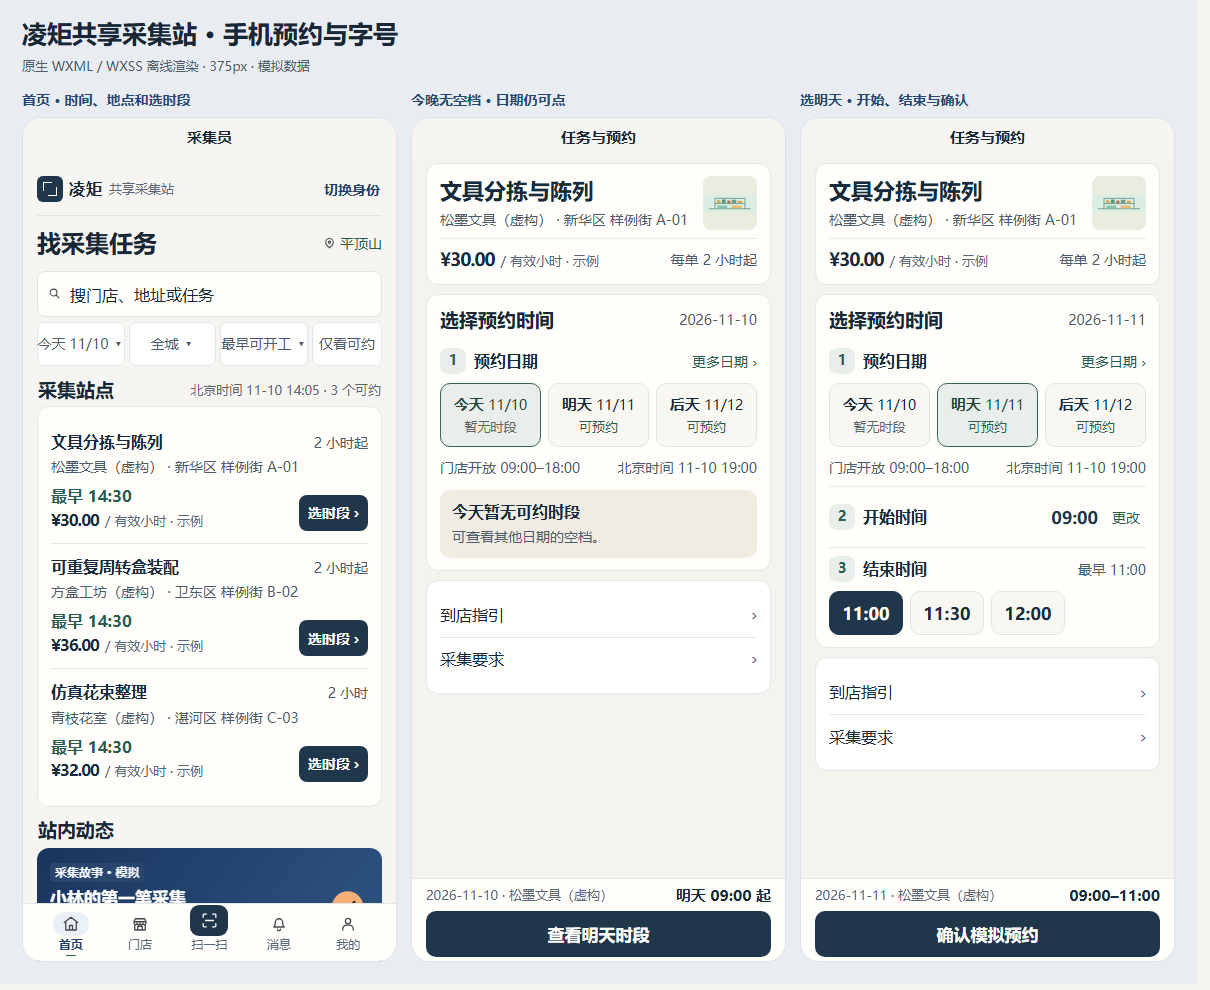 凌矩共享采集站 • 手机预约与字号
原生 WXML / WXSS 离线渲染 · 375px · 模拟数据
首页 • 时间、地点和选时段
采集员
凌矩 共享采集站 切换身份
找采集任务 平顶山
搜门店、地址或任务
今天 11/10 ▾ 全城 ▾ 最早可开工 ▾ 仅看可约
采集站点 北京时间 11-10 14:05 · 3 个可约
文具分拣与陈列 2 小时起
松墨文具（虚构） · 新华区 样例街 A-01
最早 14:30
¥30.00 / 有效小时 · 示例 选时段 ›
可重复周转盒装配 2 小时起
方盒工坊（虚构） · 卫东区 样例街 B-02
最早 14:30
¥36.00 / 有效小时 · 示例 选时段 ›
仿真花束整理 2 小时
青枝花室（虚构） · 湛河区 样例街 C-03
最早 14:30
¥32.00 / 有效小时 · 示例 选时段 ›
站内动态
采集故事 • 模拟
小林的第一笔采集
首页 门店 扫一扫 消息 我的
今晚无空档 • 日期仍可点
任务与预约
文具分拣与陈列
松墨文具（虚构） · 新华区 样例街 A-01
¥30.00 / 有效小时 · 示例 每单 2 小时起
选择预约时间 2026-11-10
1 预约日期 更多日期 ›
今天 11/10 明天 11/11 后天 11/12
暂无时段 可预约 可预约
门店开放 09:00–18:00 北京时间 11-10 19:00
今天暂无可约时段
可查看其他日期的空档。
到店指引 ›
采集要求 ›
2026-11-10 · 松墨文具（虚构） 明天 09:00 起
查看明天时段
选明天 • 开始、结束与确认
任务与预约
文具分拣与陈列
松墨文具（虚构） · 新华区 样例街 A-01
¥30.00 / 有效小时 · 示例 每单 2 小时起
选择预约时间 2026-11-11
1 预约日期 更多日期 ›
今天 11/10 明天 11/11 后天 11/12
暂无时段 可预约 可预约
门店开放 09:00–18:00 北京时间 11-10 19:00
2 开始时间 09:00 更改
3 结束时间 最早 11:00
11:00 11:30 12:00
到店指引 ›
采集要求 ›
2026-11-11 · 松墨文具（虚构） 09:00–11:00
确认模拟预约